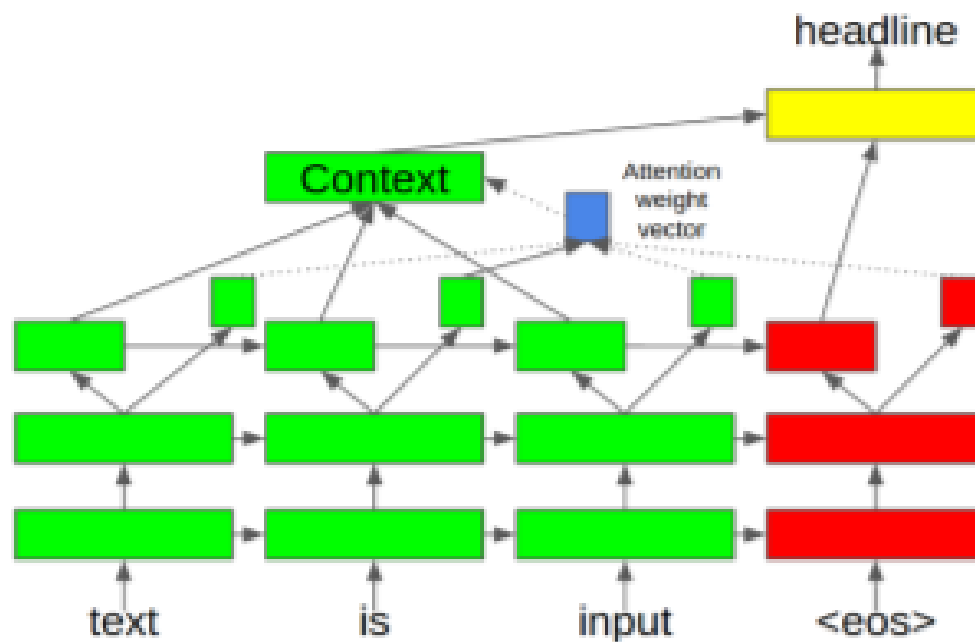 headline
Context
Attention
weight
vector
text is input <eos>